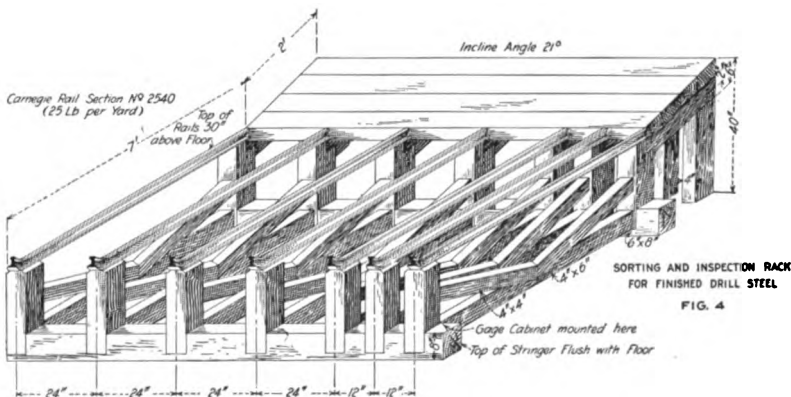 2'
Incline Angle 21°
Carnegie Rail Section Nº 2540
(25 Lb per Yard)
Top of
Rails 30"
above Floor
7'
40"
6"x8"
SORTING AND INSPECTION RACK
FOR FINISHED DRILL STEEL
FIG. 4
4"x6"
4"x4"
Gage Cabinet mounted here
Top of Stringer Flush with Floor
24" 24" 24" 24" 12" 12"